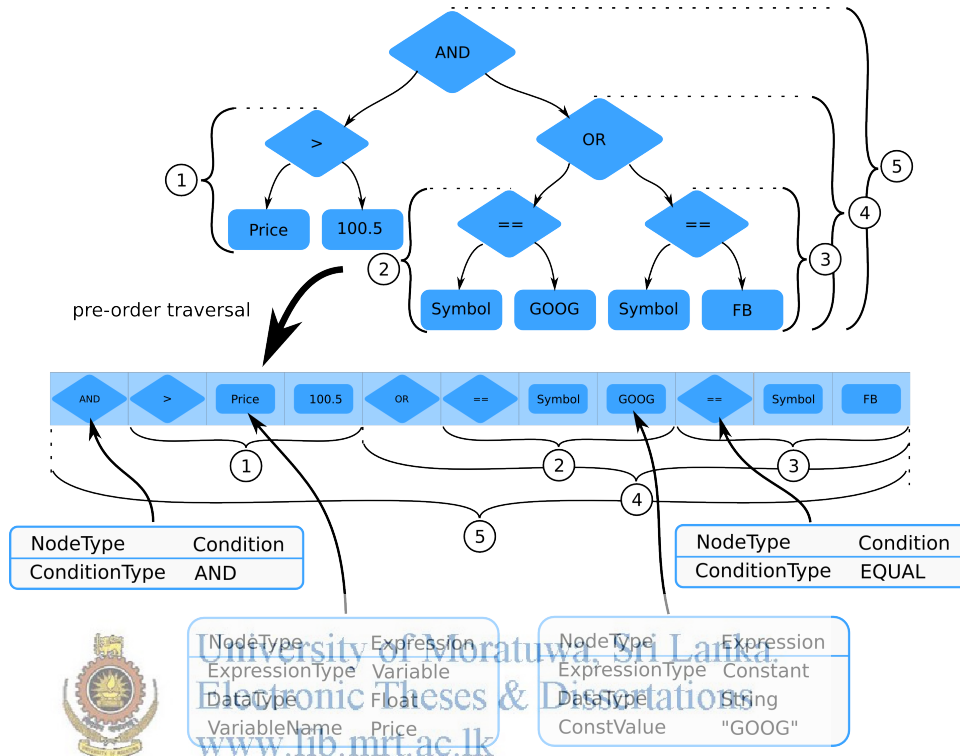 AND
> OR 5
1 4
Price 100.5 == == 3
2
Symbol GOOG Symbol FB
pre-order traversal
AND > Price 100.5 OR == Symbol GOOG == Symbol FB
1 2 3
4
5
NodeType Condition
ConditionType AND
NodeType Condition
ConditionType EQUAL
NodeType Expression
ExpressionType Variable
DataType Float
VariableName Price
NodeType Expression
ExpressionType Constant
DataType String
ConstValue "GOOG"
University of Moratuwa, Sri Lanka.
Electronic Theses & Dissertations
www.lib.mrt.ac.lk